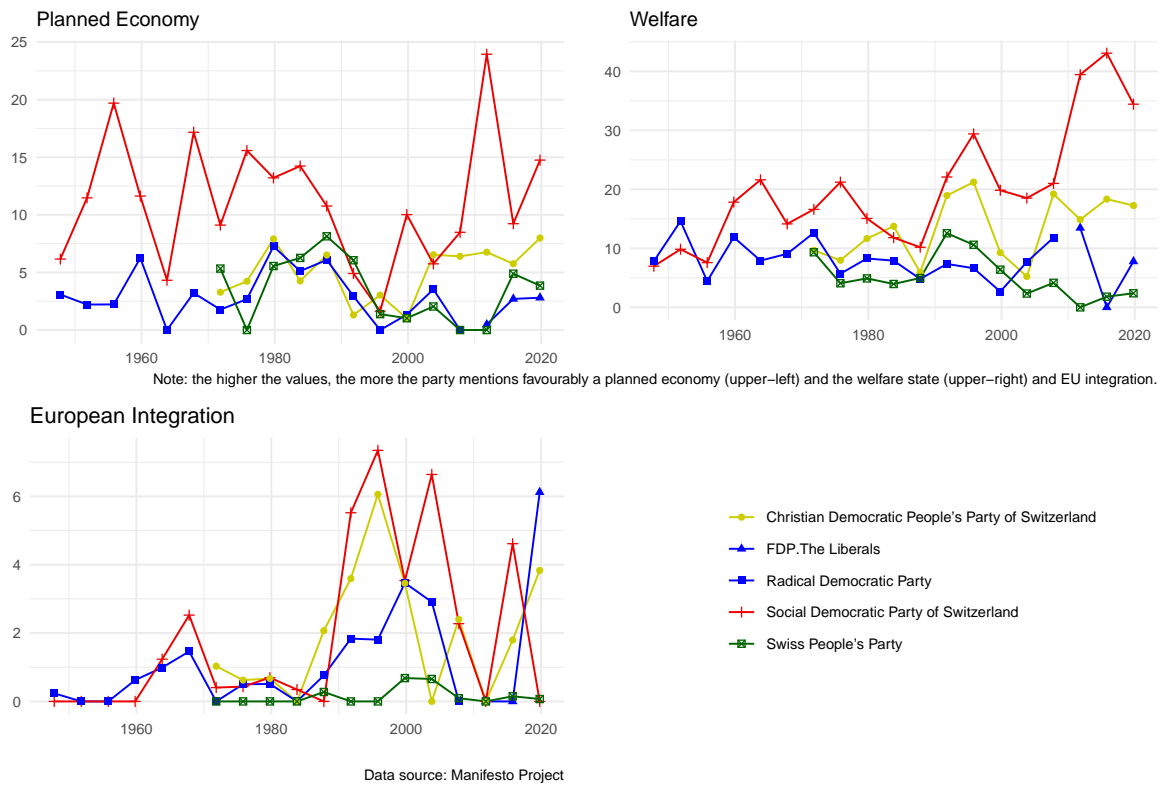 Planned Economy
25
20
15
10
5
0
1960 1980 2000 2020
Welfare
40
30
20
10
0
1960 1980 2000 2020
Note: the higher the values, the more the party mentions favourably a planned economy (upper−left) and the welfare state (upper−right) and EU integration.
European Integration
6
4
2
0
1960 1980 2000 2020
Christian Democratic People's Party of Switzerland
FDP.The Liberals
Radical Democratic Party
Social Democratic Party of Switzerland
Swiss People's Party
Data source: Manifesto Project